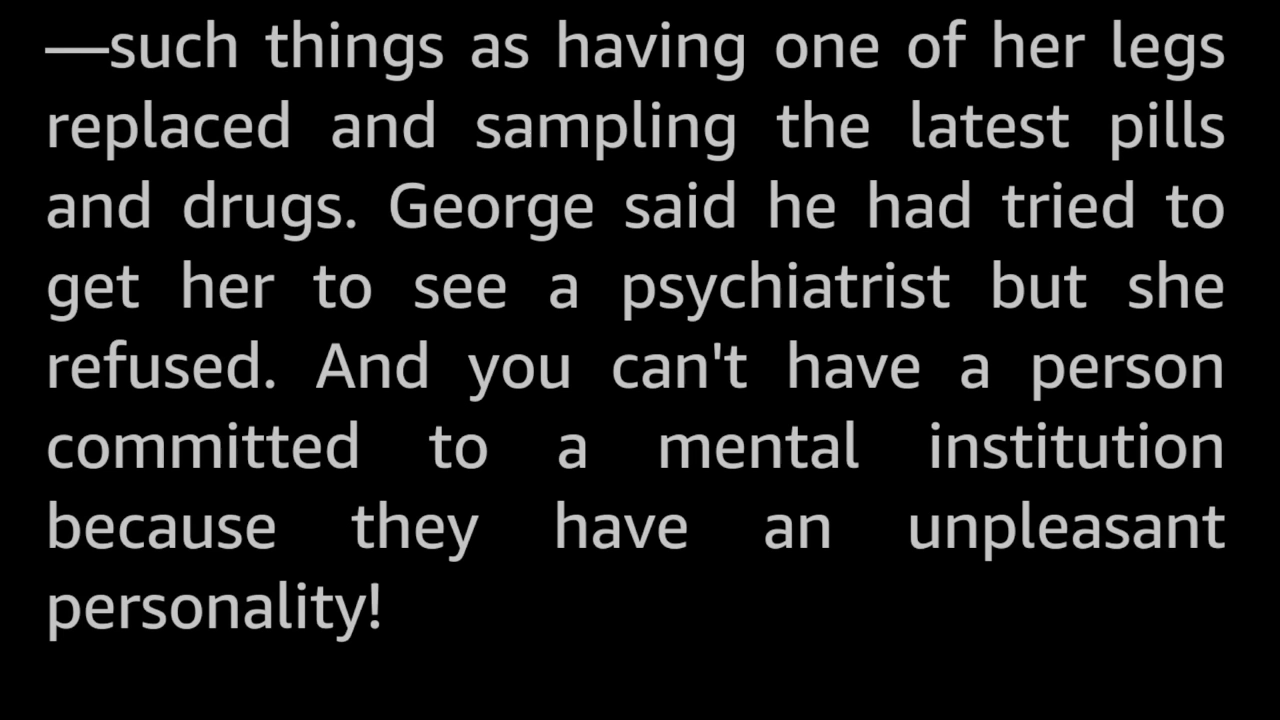 —such things as having one of her legs
replaced and sampling the latest pills
and drugs. George said he had tried to
get her to see a psychiatrist but she
refused. And you can't have a person
committed to a mental institution
because they have an unpleasant
personality!